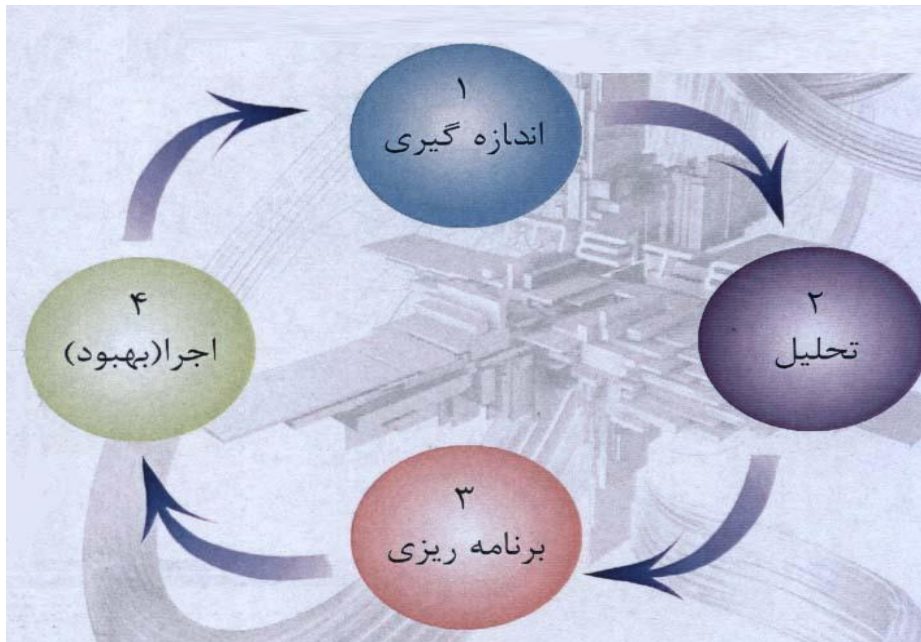 ۱
اندازه گیری
۲
تحلیل
۳
برنامه ریزی
۴
اجرا(بهبود)